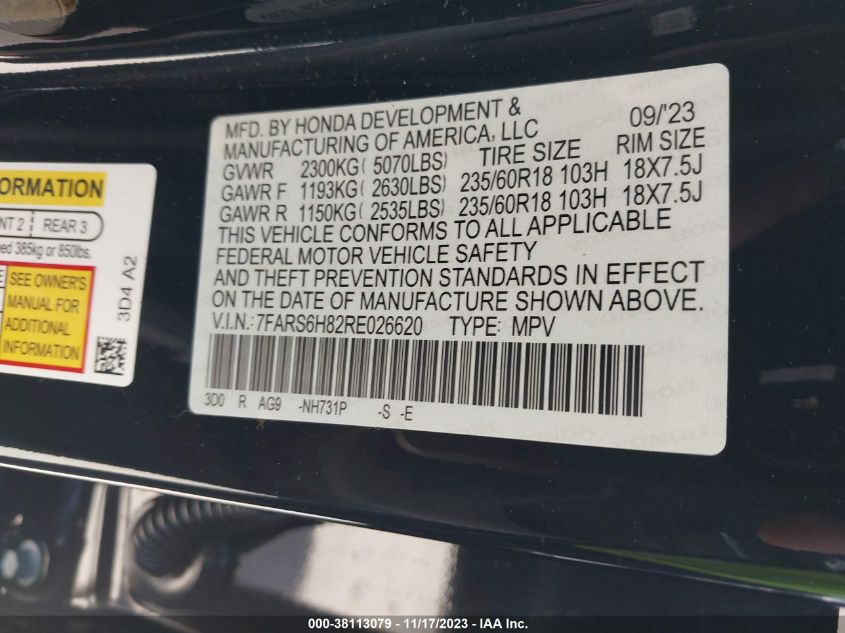 MFD. BY HONDA DEVELOPMENT & 09/'23
MANUFACTURING OF AMERICA, LLC
GVWR 2300KG( 5070LBS) TIRE SIZE RIM SIZE
GAWR F 1193KG( 2630LBS) 235/60R18 103H 18X7.5J
GAWR R 1150KG( 2535LBS) 235/60R18 103H 18X7.5J
THIS VEHICLE CONFORMS TO ALL APPLICABLE
FEDERAL MOTOR VEHICLE SAFETY
AND THEFT PREVENTION STANDARDS IN EFFECT
ON THE DATE OF MANUFACTURE SHOWN ABOVE.
V.I.N.: 7FARS6H82RE026620 TYPE: MPV
3D0 R AG9 -NH731P -S -E
2 REAR 3
385kg or 850lbs.
SEE OWNER'S
MANUAL FOR
ADDITIONAL
INFORMATION
3D4 A2
000-38113079 - 11/17/2023 - IAA Inc.